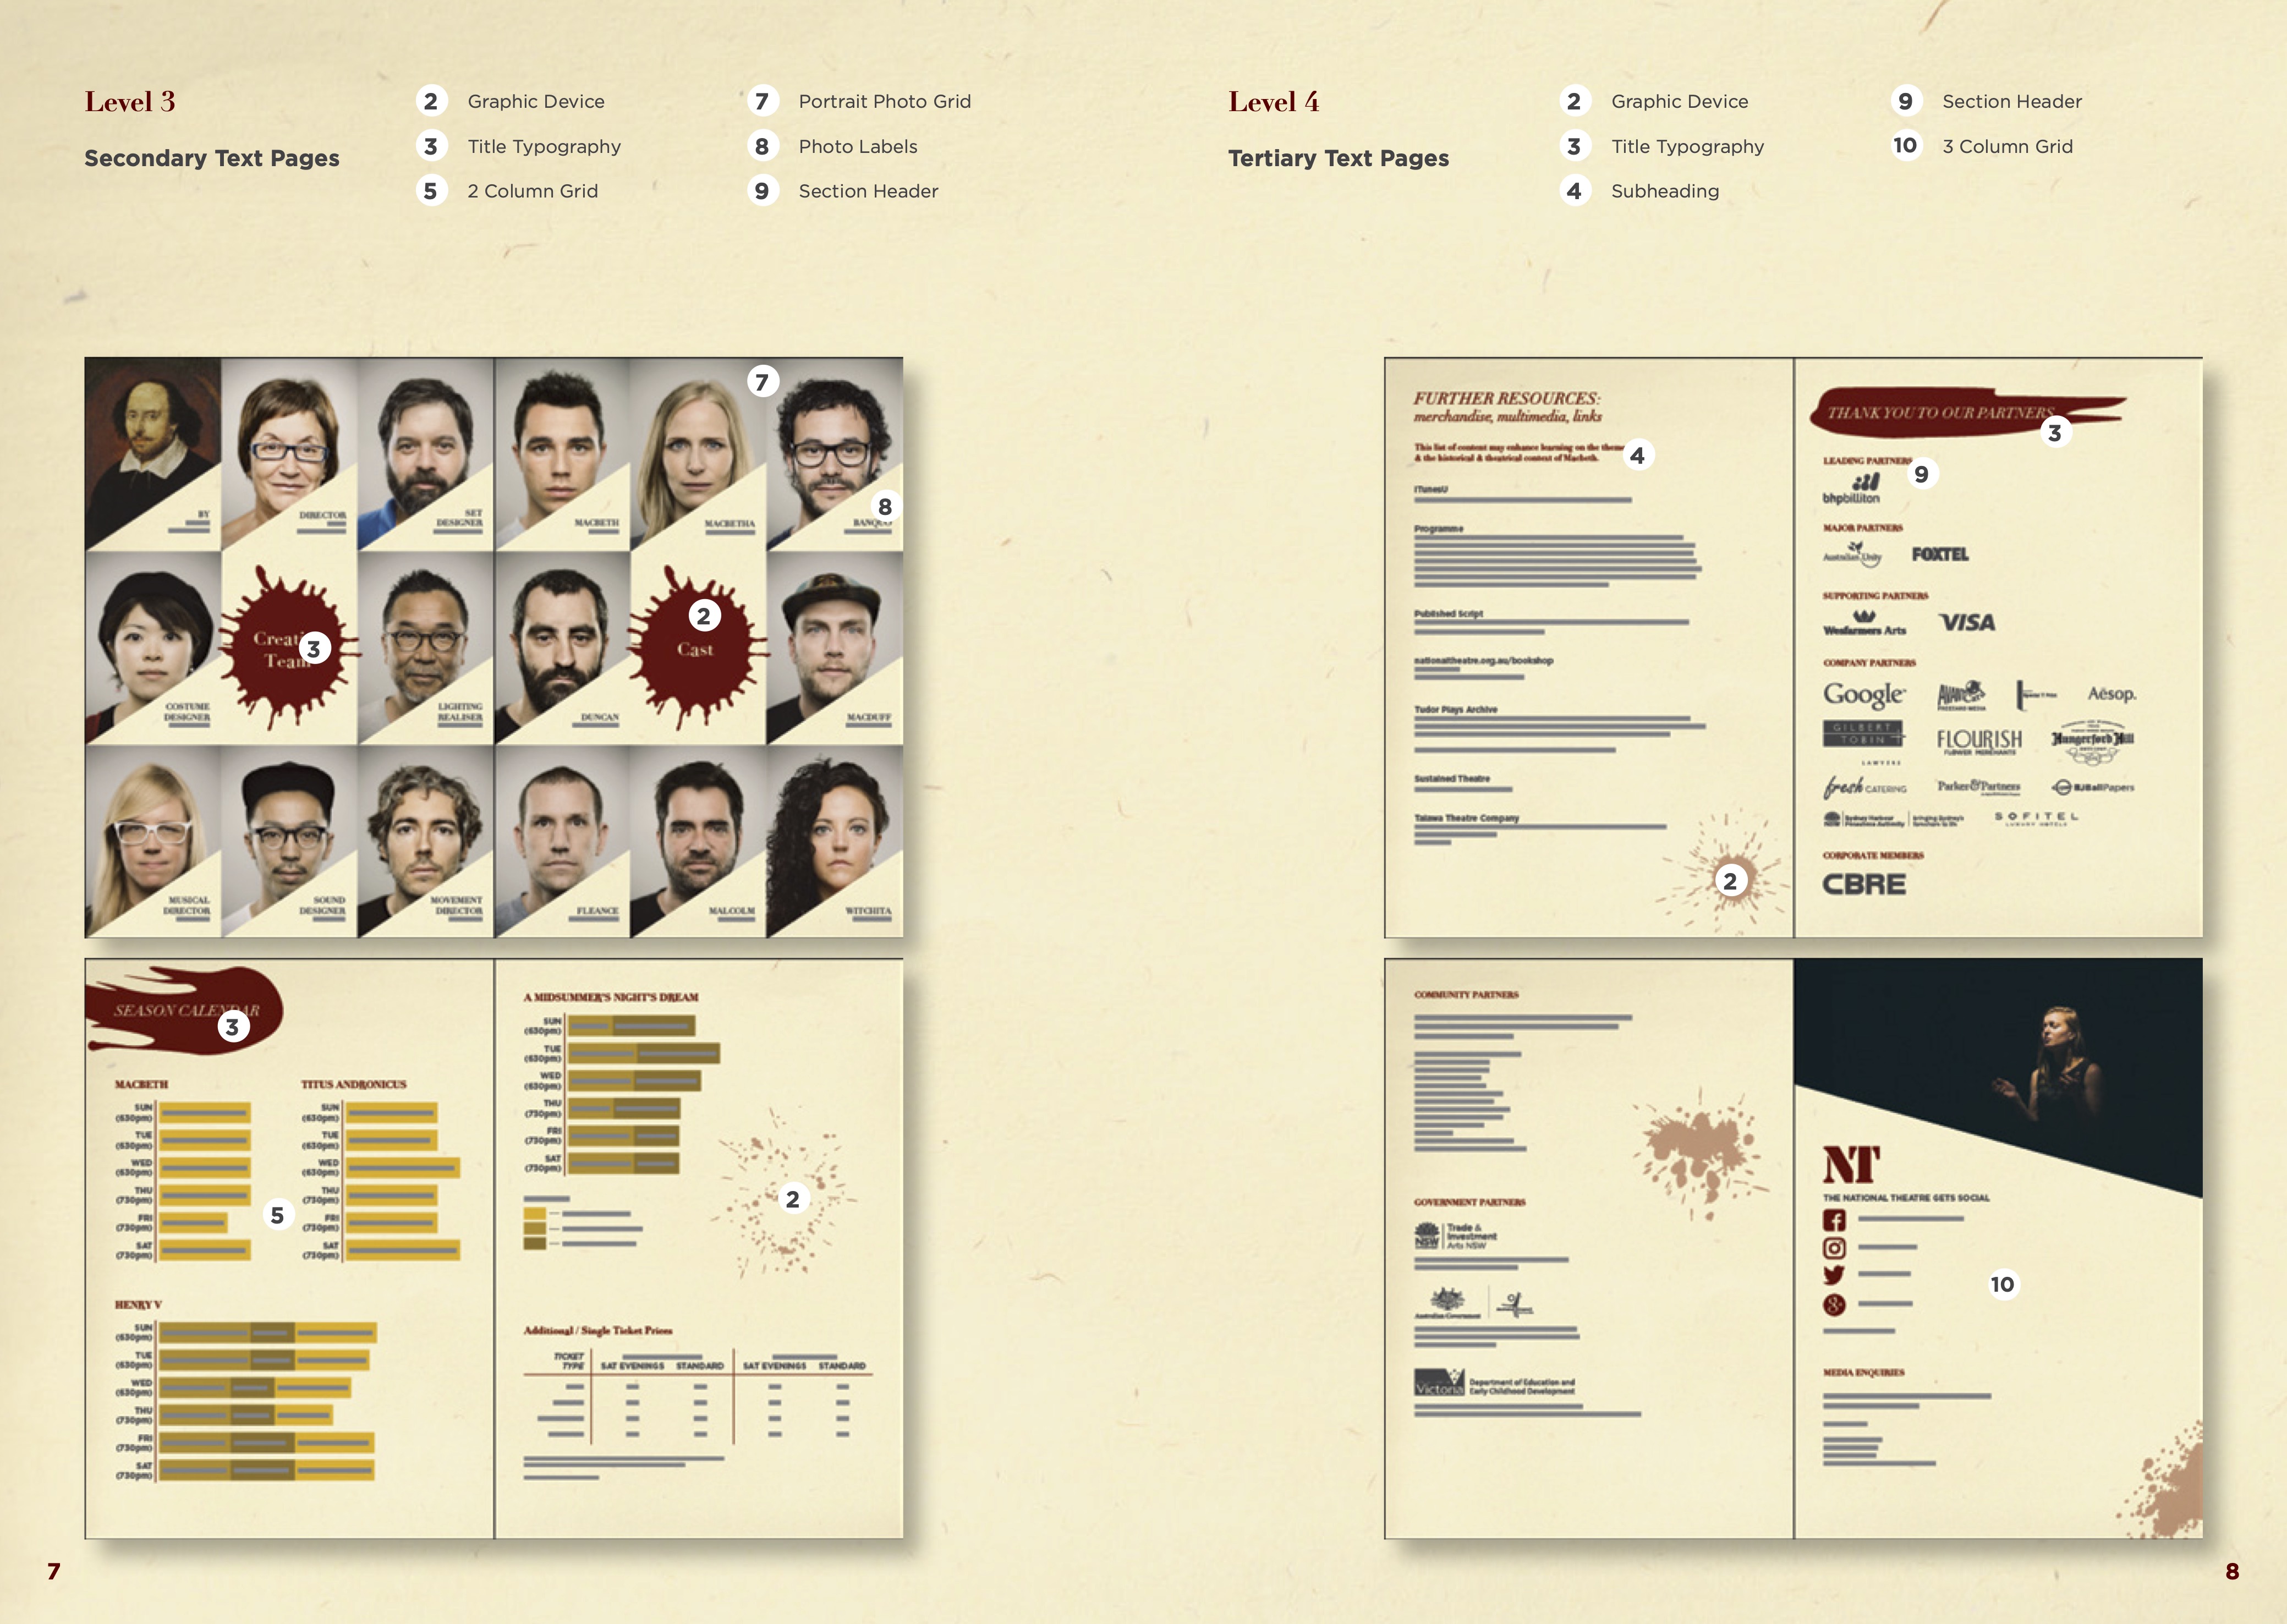 Level 3
Secondary Text Pages
2 Graphic Device
3 Title Typography
5 2 Column Grid
7 Portrait Photo Grid
8 Photo Labels
9 Section Header
Level 4
Tertiary Text Pages
2 Graphic Device
3 Title Typography
4 Subheading
9 Section Header
10 3 Column Grid
7
8
BY
DIRECTOR
SET
DESIGNER
MACBETH
MACBETHA
COSTUME
DESIGNER
3
LIGHTING
REALISER
DUNCAN
2
Cast
MACDUFF
MUSICAL
DIRECTOR
SOUND
DESIGNER
MOVEMENT
DIRECTOR
FLEANCE
MALCOLM
WITCHITA
SEASON
3
MACBETH
SUN
(630pm)
TUE
(630pm)
WED
(630pm)
THU
(730pm)
FRI
(730pm)
SAT
(730pm)
5
TITUS ANDRONICUS
SUN
(630pm)
TUE
(630pm)
WED
(630pm)
THU
(730pm)
FRI
(730pm)
SAT
(730pm)
HENRY V
SUN
(630pm)
TUE
(630pm)
WED
(630pm)
THU
(730pm)
FRI
(730pm)
SAT
(730pm)
A MIDSUMMER'S NIGHT'S DREAM
SUN
(630pm)
TUE
(630pm)
WED
(630pm)
THU
(730pm)
FRI
(730pm)
SAT
(730pm)
2
Additional / Single Ticket Prices
TICKET
TYPE
SAT EVENINGS STANDARD SAT EVENINGS STANDARD
FURTHER RESOURCES:
merchandise, multimedia, links
This list of content may enhance learning on the
& the historical & theatrical context of Macbeth.
4
iTunesU
Programme
Published Script
nationaltheatre.org.au/bookshop
Tudor Plays Archive
Sustained Theatre
Talawa Theatre Company
2
THANK YOU TO OUR PARTNERS
3
LEADING PARTNERS
9
bhpbilliton
MAJOR PARTNERS
Australian Unity FOXTEL
SUPPORTING PARTNERS
Wesfarmers Arts VISA
COMPANY PARTNERS
Google Aēsop.
GILBERT
TOBIN
LAWYERS
FLOURISH
FLOWER MERCHANTS
Hungerford Hill
fresh CATERING Parker&Partners BJBallPapers
SOFITEL
LUXURY HOTELS
CORPORATE MEMBERS
CBRE
COMMUNITY PARTNERS
GOVERNMENT PARTNERS
NSW
Trade &
Investment
Arts NSW
Australian Government
Victoria
Department of Education and
Early Childhood Development
NT
THE NATIONAL THEATRE GETS SOCIAL
10
MEDIA ENQUIRIES
7
8